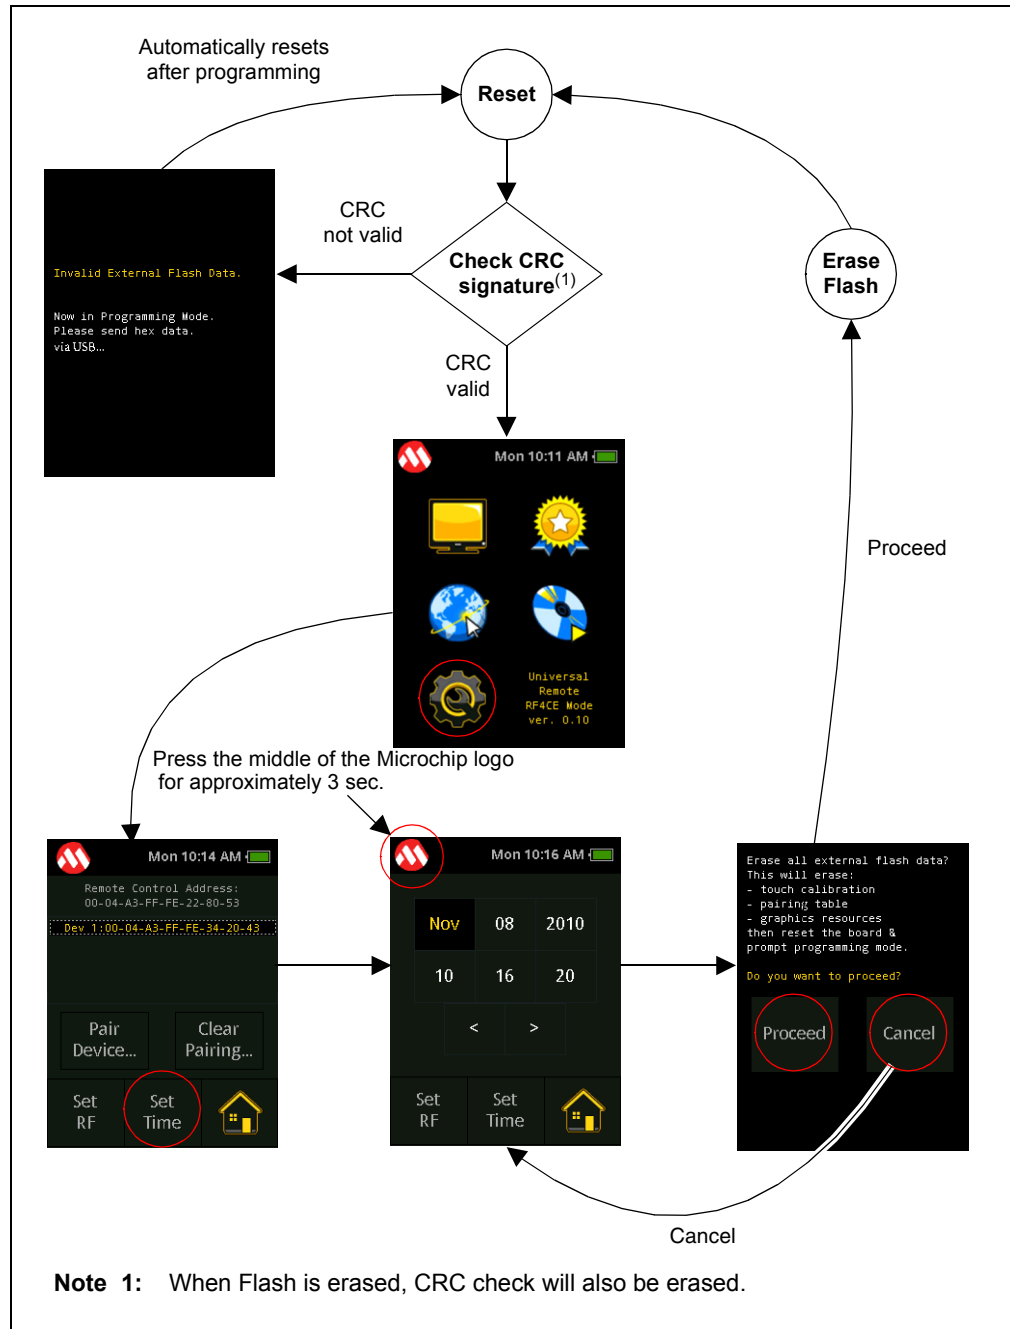 Automatically resets
after programming
Reset
CRC
not valid
Check CRC
signature(1)
Erase
Flash
Invalid External Flash Data.
Now in Programming Mode.
Please send hex data.
via USB...
CRC
valid
Mon 10:11 AM
Proceed
Universal
Remote
RF4CE Mode
ver. 0.10
Press the middle of the Microchip logo
for approximately 3 sec.
Mon 10:14 AM
Remote Control Address:
00-04-A3-FF-FE-22-80-53
Dev 1:00-04-A3-FF-FE-34-20-43
Pair
Device...
Clear
Pairing...
Set
RF
Set
Time
Mon 10:16 AM
Nov 08 2010
10 16 20
< >
Set
RF
Set
Time
Erase all external flash data?
This will erase:
- touch calibration
- pairing table
- graphics resources
then reset the board &
prompt programming mode.
Do you want to proceed?
Proceed
Cancel
Cancel
Note 1: When Flash is erased, CRC check will also be erased.